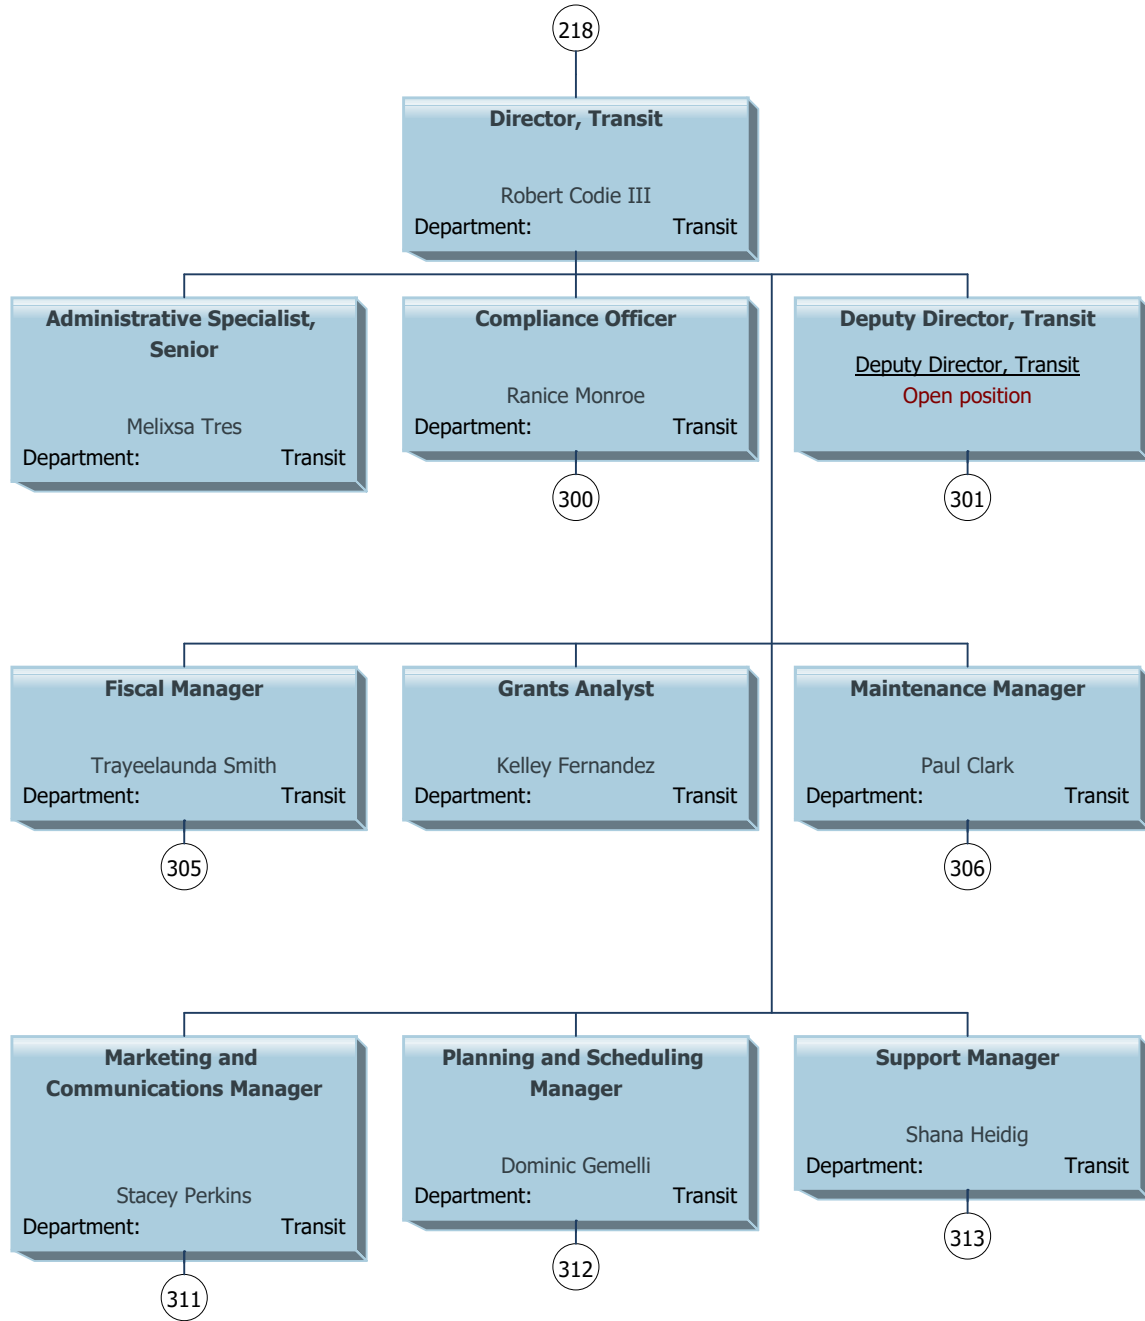 218
Director, Transit
Robert Codie III
Department: Transit
Administrative Specialist,
Senior
Melixsa Tres
Department: Transit
Compliance Officer
Ranice Monroe
Department: Transit
300
Deputy Director, Transit
Deputy Director, Transit
Open position
301
Fiscal Manager
Trayeelaunda Smith
Department: Transit
305
Grants Analyst
Kelley Fernandez
Department: Transit
Maintenance Manager
Paul Clark
Department: Transit
306
Marketing and
Communications Manager
Stacey Perkins
Department: Transit
311
Planning and Scheduling
Manager
Dominic Gemelli
Department: Transit
312
Support Manager
Shana Heidig
Department: Transit
313